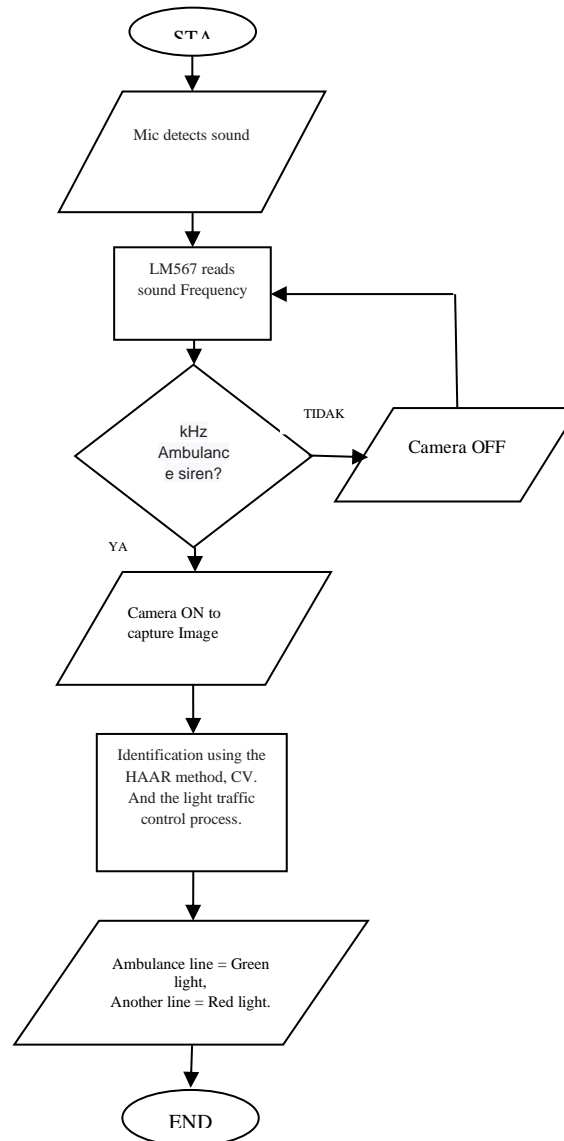 STA
Mic detects sound
LM567 reads
sound Frequency
kHz
Ambulanc
e siren?
TIDAK
Camera OFF
YA
Camera ON to
capture Image
Identification using the
HAAR method, CV.
And the light traffic
control process.
Ambulance line = Green
light,
Another line = Red light.
END